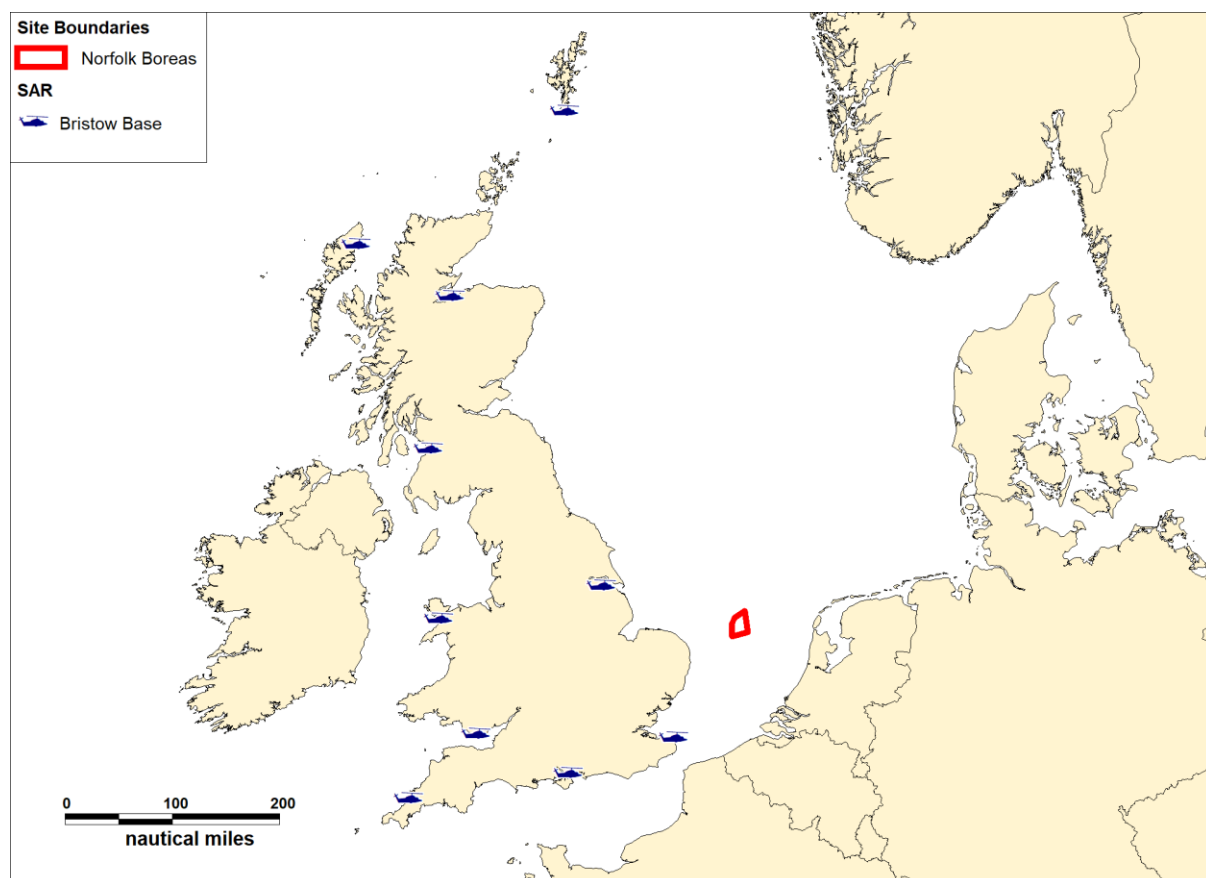 Site Boundaries
Norfolk Boreas
SAR
Bristow Base
0 100 200
nautical miles